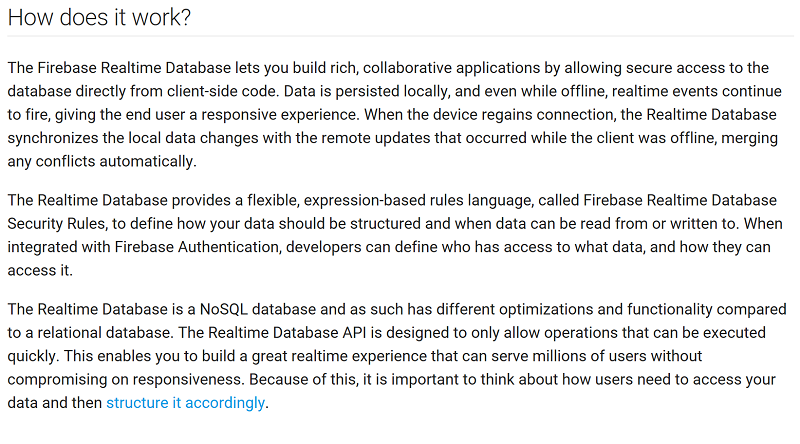 How does it work?
The Firebase Realtime Database lets you build rich, collaborative applications by allowing secure access to the
database directly from client-side code. Data is persisted locally, and even while offline, realtime events continue
to fire, giving the end user a responsive experience. When the device regains connection, the Realtime Database
synchronizes the local data changes with the remote updates that occurred while the client was offline, merging
any conflicts automatically.
The Realtime Database provides a flexible, expression-based rules language, called Firebase Realtime Database
Security Rules, to define how your data should be structured and when data can be read from or written to. When
integrated with Firebase Authentication, developers can define who has access to what data, and how they can
access it.
The Realtime Database is a NoSQL database and as such has different optimizations and functionality compared
to a relational database. The Realtime Database API is designed to only allow operations that can be executed
quickly. This enables you to build a great realtime experience that can serve millions of users without
compromising on responsiveness. Because of this, it is important to think about how users need to access your
data and then structure it accordingly.